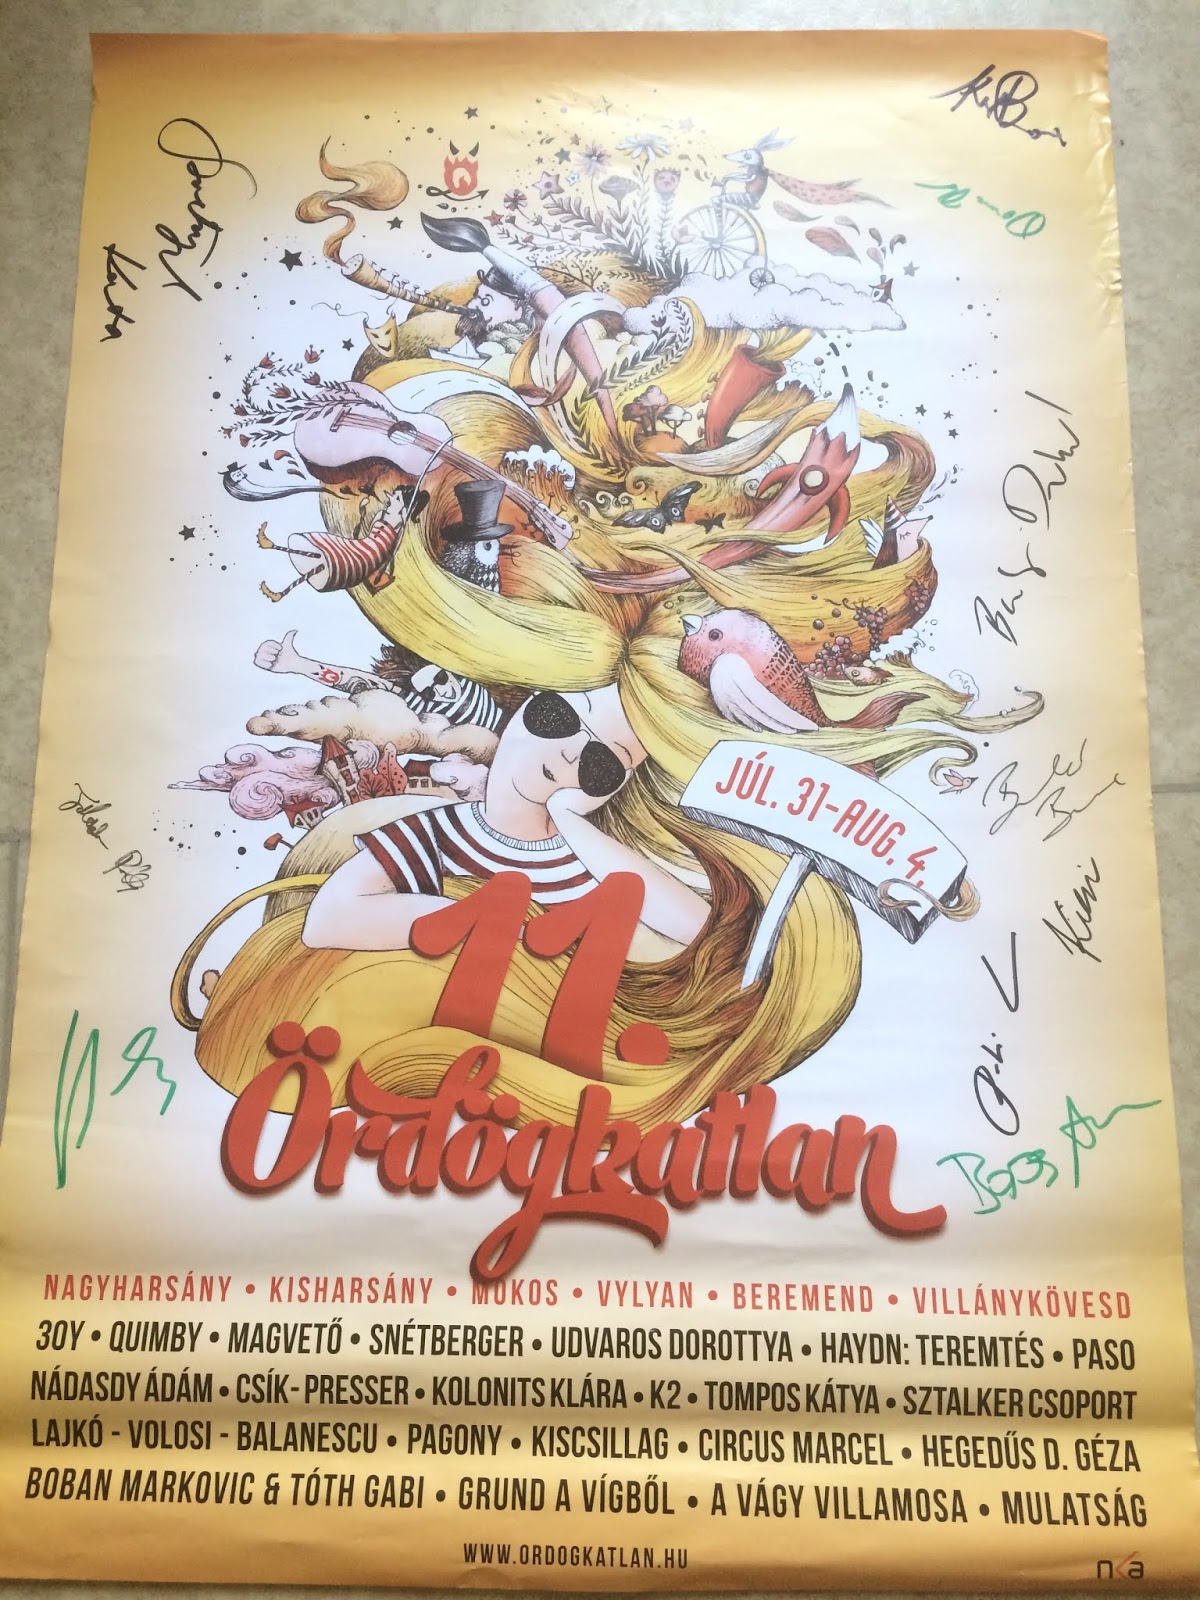 JÚL. 31-AUG. 4.
11.
Ördögkatlan
NAGYHARSÁNY • KISHARSÁNY • MOKOS • VYLYAN • BEREMEND • VILLÁNYKÖVESD
30Y • QUIMBY • MAGVETŐ • SNÉTBERGER • UDVAROS DOROTTYA • HAYDN: TEREMTÉS • PASO
NÁDASDY ÁDÁM • CSÍK-PRESSER • KOLONITS KLÁRA • K2 • TOMPOS KÁTYA • SZTALKER CSOPORT
LAJKÓ - VOLOSI - BALANESCU • PAGONY • KISCSILLAG • CIRCUS MARCEL • HEGEDŰS D. GÉZA
BOBAN MARKOVIC & TÓTH GABI • GRUND A VÍGBŐL • A VÁGY VILLAMOSA • MULATSÁG
WWW.ORDOGKATLAN.HU
nka